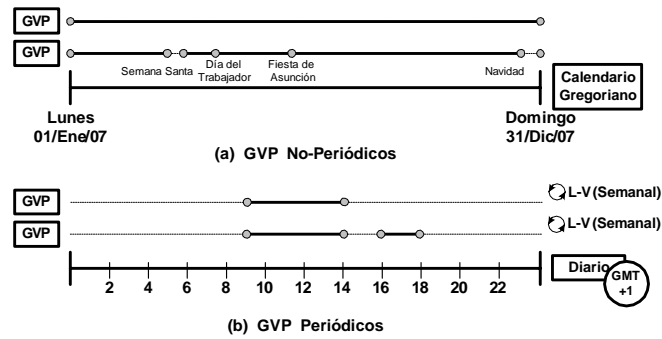 GVP
GVP
Semana Santa
Día del
Trabajador
Fiesta de
Asunción
Navidad
Calendario
Gregoriano
Lunes
01/Ene/07
Domingo
31/Dic/07
(a) GVP No-Periódicos
GVP
L-V (Semanal)
GVP
L-V (Semanal)
2 4 6 8 10 12 14 16 18 20 22
Diario
GMT
+1
(b) GVP Periódicos